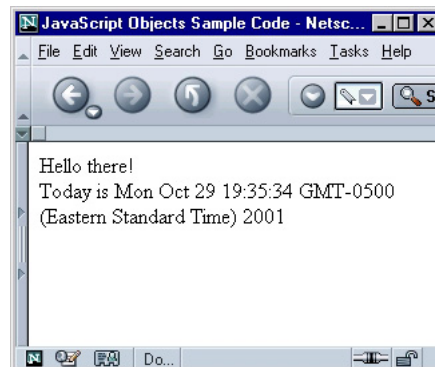 JavaScript Objects Sample Code - Netsc...
File Edit View Search Go Bookmarks Tasks Help
S
Hello there!
Today is Mon Oct 29 19:35:34 GMT-0500
(Eastern Standard Time) 2001
Do...